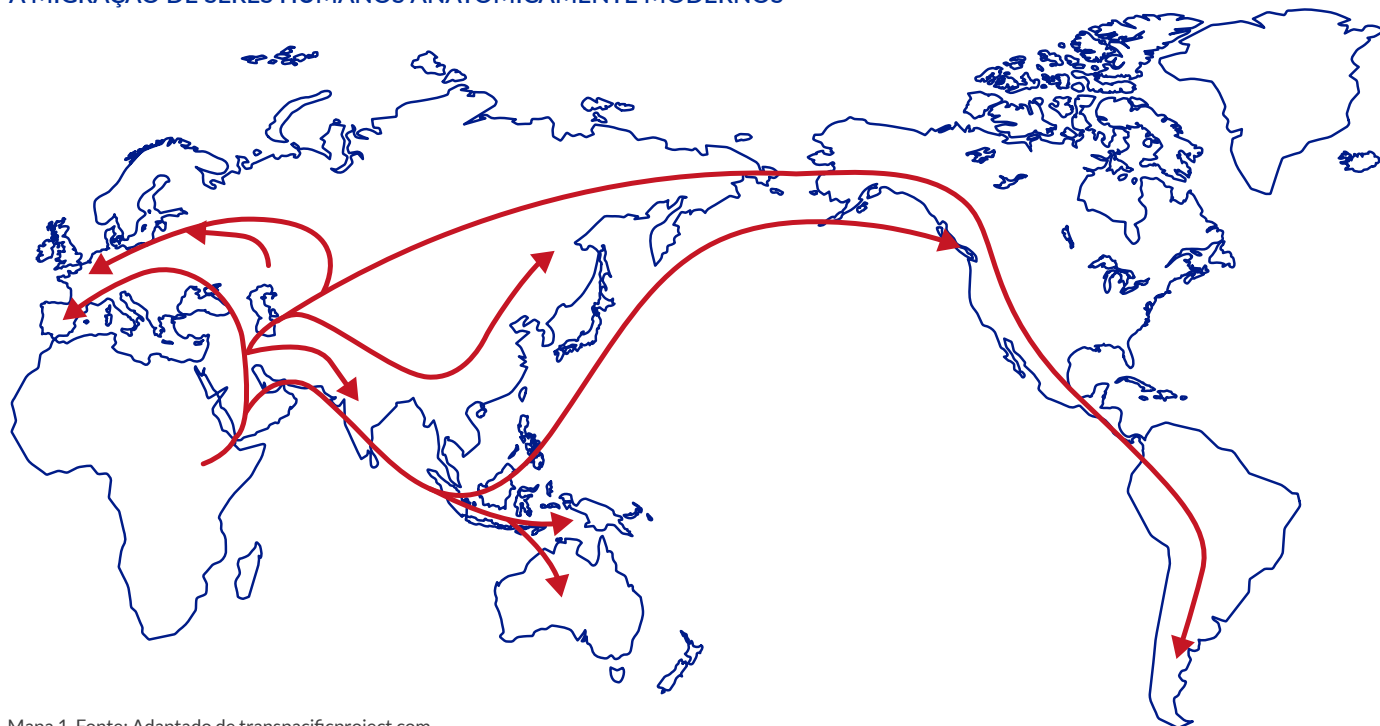 A MIGRAÇÃO DE SERES HUMANOS ANATOMICAMENTE MODERNOS
Mapa 1. Fonte: Adaptado de transpacificproject.com